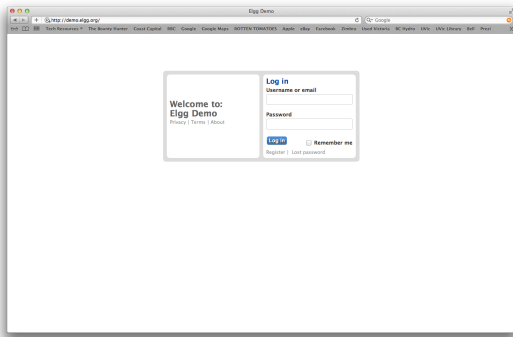 Elgg Demo
http://demo.elgg.org/
Google
Tech Resources
The Bounty Hunter
Coast Capital
BBC
Google
Google Maps
ROTTEN TOMATOES
Apple
eBay
Facebook
Zimbra
Used Victoria
BC Hydro
UVic
UVic Library
Bell
Welcome to:
Elgg Demo
Privacy | Terms | About
Log in
Username or email
Password
Log in
Remember me
Register | Lost password